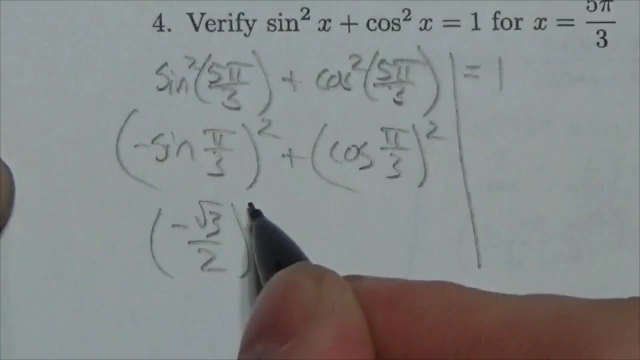 4. Verify sin² x + cos² x = 1 for x = 5π/3
sin²(5π/3) + cos²(5π/3) | = 1
(-sin π/3)² + (cos π/3)²
(-√3/2)